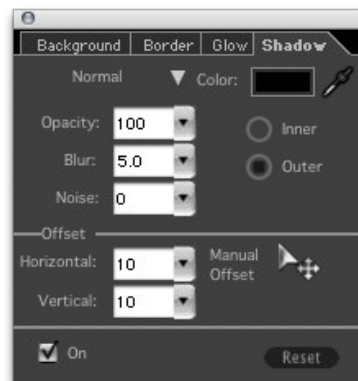 Background Border Glow Shadow
Normal Color:
Opacity: 100 Inner
Blur: 5.0 Outer
Noise: 0
Offset
Horizontal: 10 Manual
Offset
Vertical: 10
On Reset